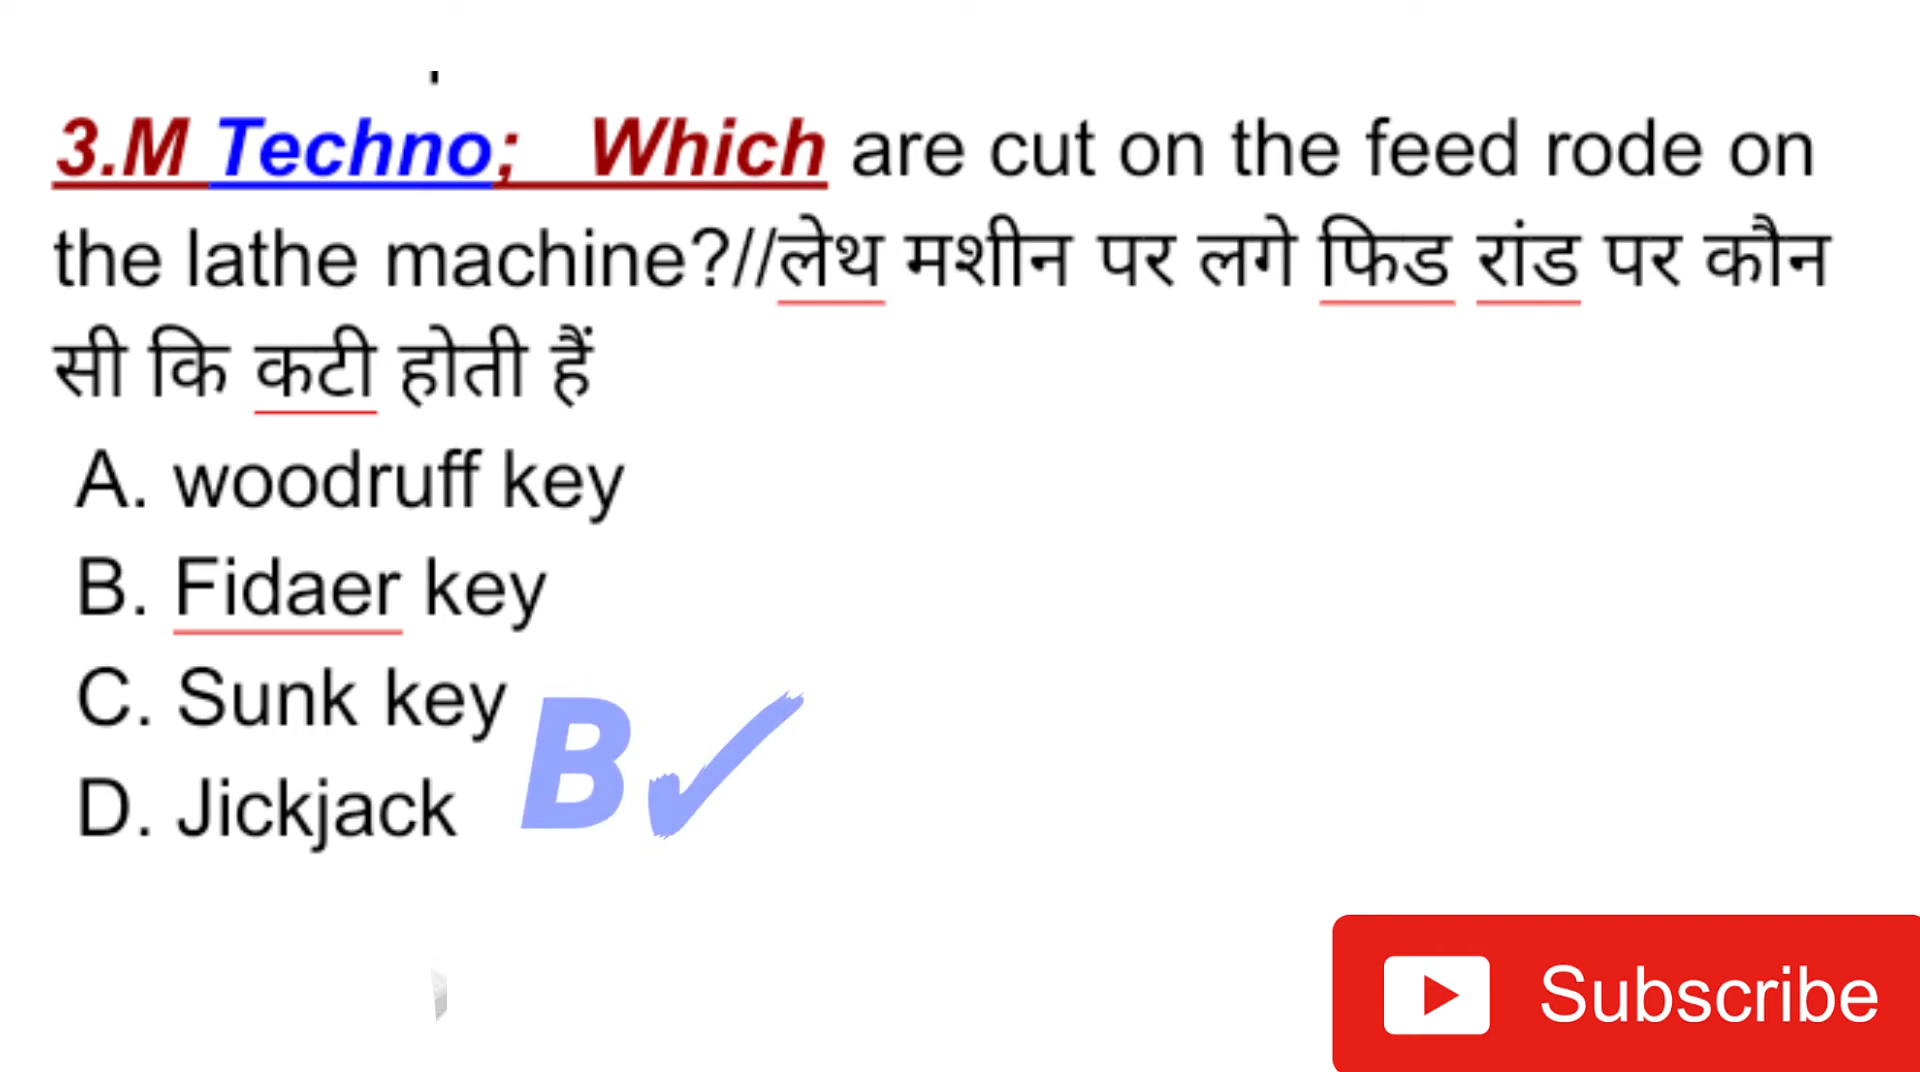 3.M Techno; Which are cut on the feed rode on
the lathe machine?//लेथ मशीन पर लगे फिड रांड पर कौन
सी कि कटी होती हैं
A. woodruff key
B. Fidaer key
C. Sunk key
B✓
D. Jickjack
Subscribe